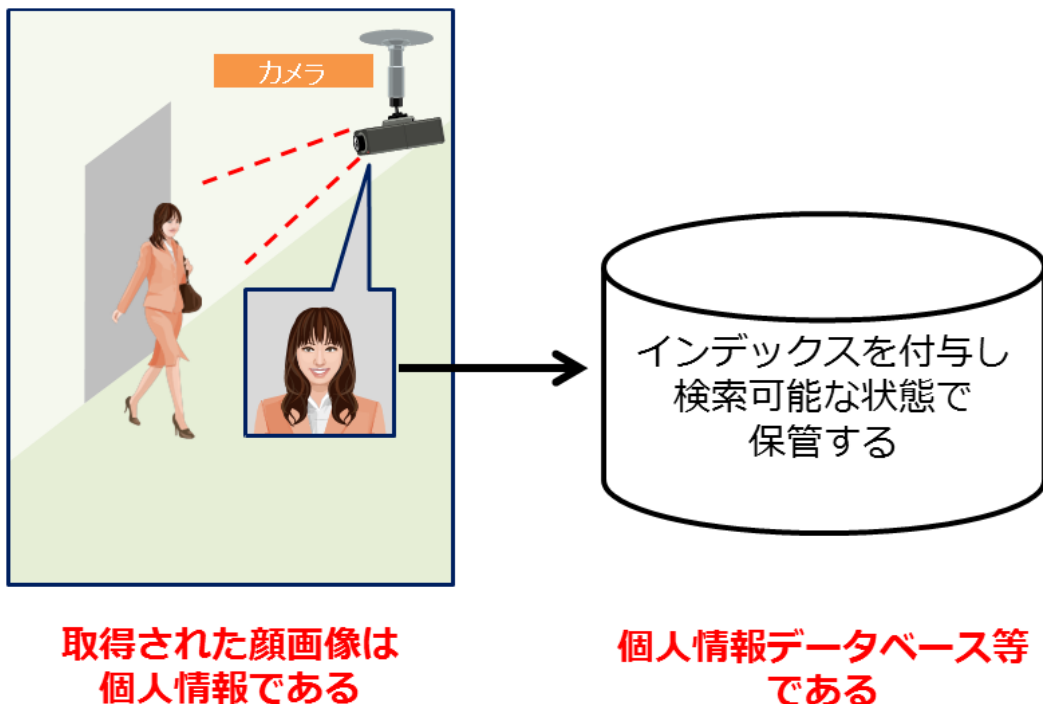 カメラ
インデックスを付与し
検索可能な状態で
保管する
取得された顔画像は
個人情報である
個人情報データベース等
である